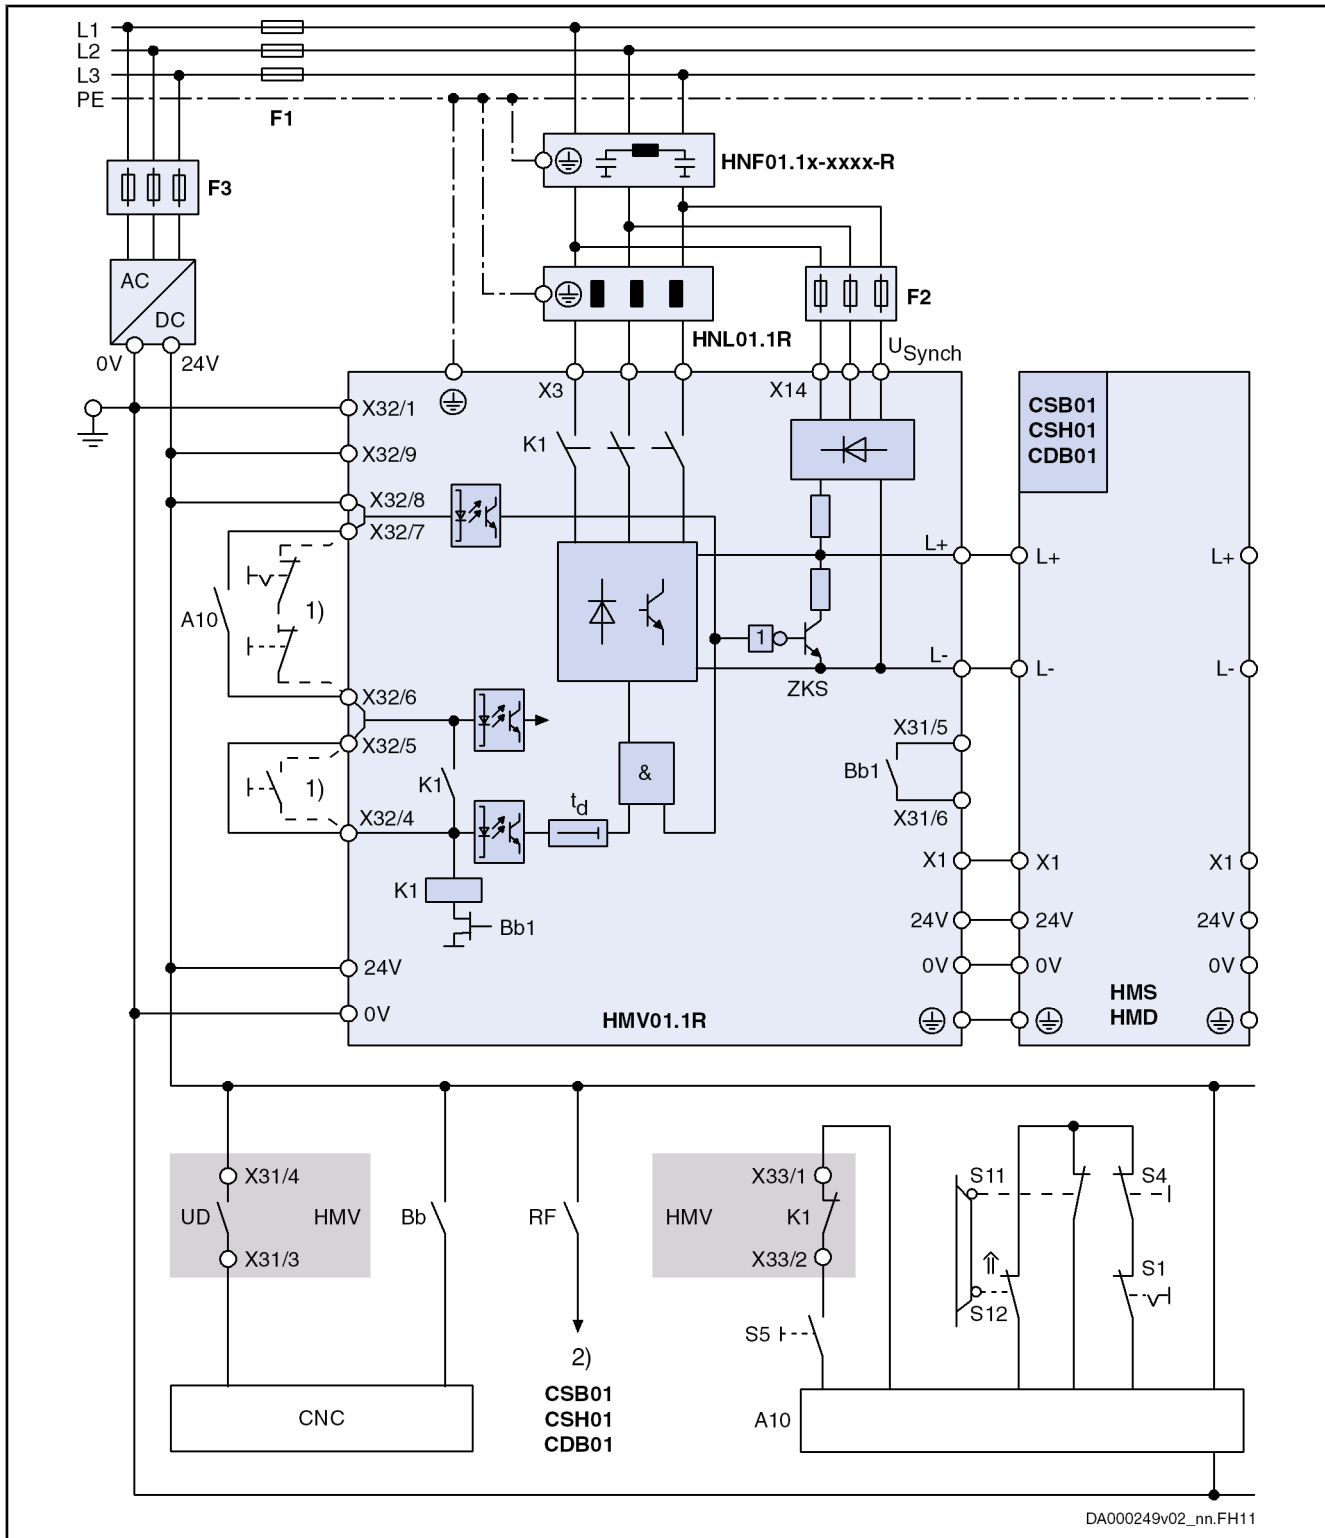 L1
L2
L3
PE
F1
F3
HNF01.1x-xxxx-R
AC
DC
F2
HNL01.1R
0V
24V
USynch
X3
X14
X32/1
K1
CSB01
CSH01
CDB01
X32/9
X32/8
X32/7
L+
L+
L+
A10
1)
1
L-
L-
L-
ZKS
X32/6
X32/5
X31/5
K1
1)
&
Bb1
td
X32/4
X31/6
X1
X1
X1
K1
Bb1
24V
24V
24V
24V
0V
0V
0V
0V
HMV01.1R
HMS
HMD
X31/4
UD
HMV
X31/3
Bb
RF
X33/1
HMV
K1
X33/2
S11
S4
S12
S1
S5
2)
CSB01
CSH01
CDB01
CNC
A10
DA000249v02_nn.FH11